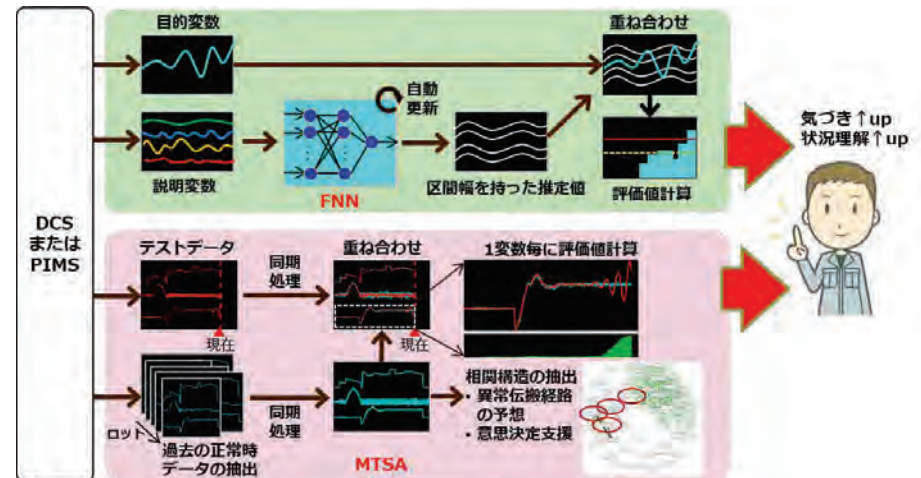 DCS
または
PIMS
目的変数
説明変数
FNN
自動
更新
区間幅を持った推定値
重ね合わせ
評価値計算
気づき↑up
状況理解↑up
テストデータ
現在
同期
処理
重ね合わせ
現在
1変数毎に評価値計算
ロット
過去の正常時
データの抽出
同期
処理
MTSA
相関構造の抽出
・異常伝搬経路
の予想
・意思決定支援